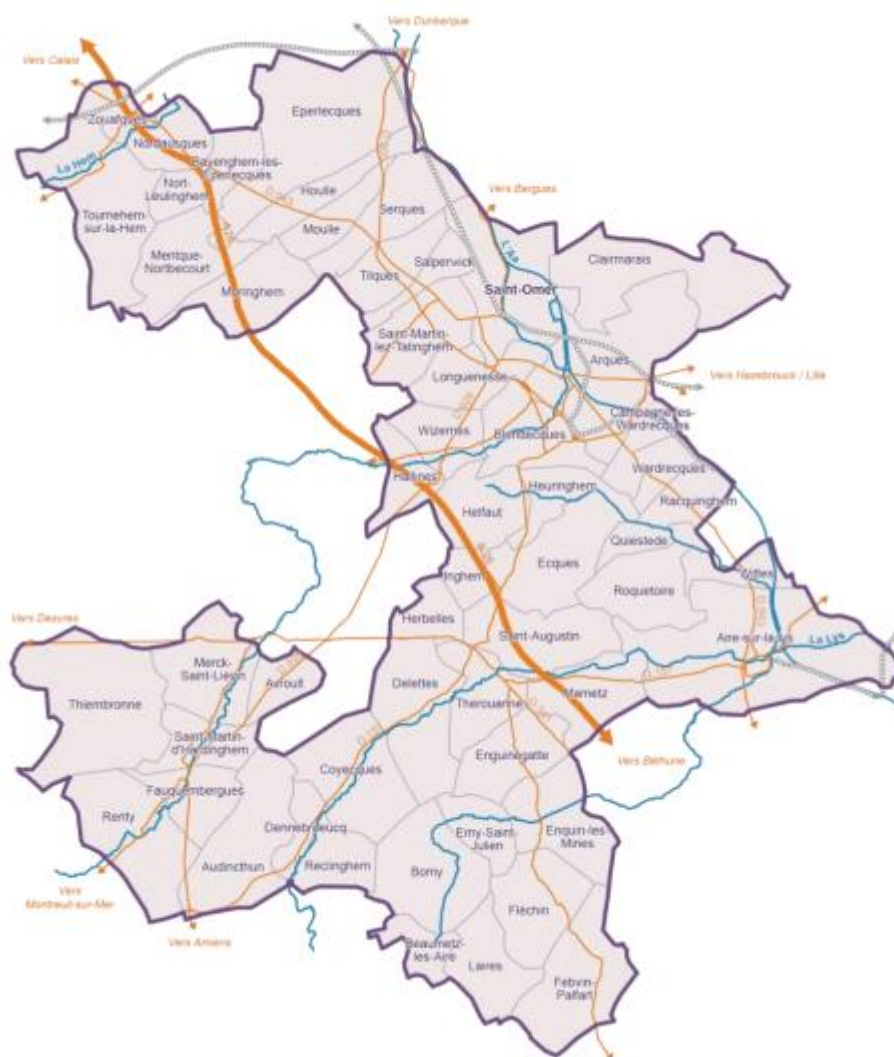 Vers Dunkerque
Vers Calais
Eperlecques
Zouafques
Nordausques
La Hem
Bayenghem-les-
Eperlecques
Nort-
Leulinghem
Houlle
Serques
Vers Bergues
Tournehem-
sur-la-Hem
Moulle
Mentque-
Nortbecourt
Salperwick
L'Aa
Clairmarais
Tilques
Moringhem
Saint-Omer
Saint-Martin-
lez-Tatinghem
Arques
Longuenesse
Vers Hazebrouck / Lille
Campagne-les-
Wardrecques
Wizernes
Blendecques
Wardrecques
Hallines
Heuringhem
Racquinghem
Helfaut
Quiestede
Ecques
Inghem
Wittes
Roquetoire
Vers Desvres
Herbelles
Saint-Augustin
Aire-sur-la-Lys
La Lys
Merck-
Saint-Liévin
Avroult
Delettes
Thiembronne
Mametz
Therouanne
Saint-Martin-
d'Hardinghem
Enguinegatte
Vers Béthune
Coyecques
Fauquembergues
Renty
Dennebroeucq
Erny-Saint-
Julien
Enquin-les
Mines
Audincthun
Reclinghem
Bomy
Vers
Montreuil-sur-Mer
Fléchin
Vers Amiens
Beaumetz-
les-Aire
Laires
Febvin-
Palfart